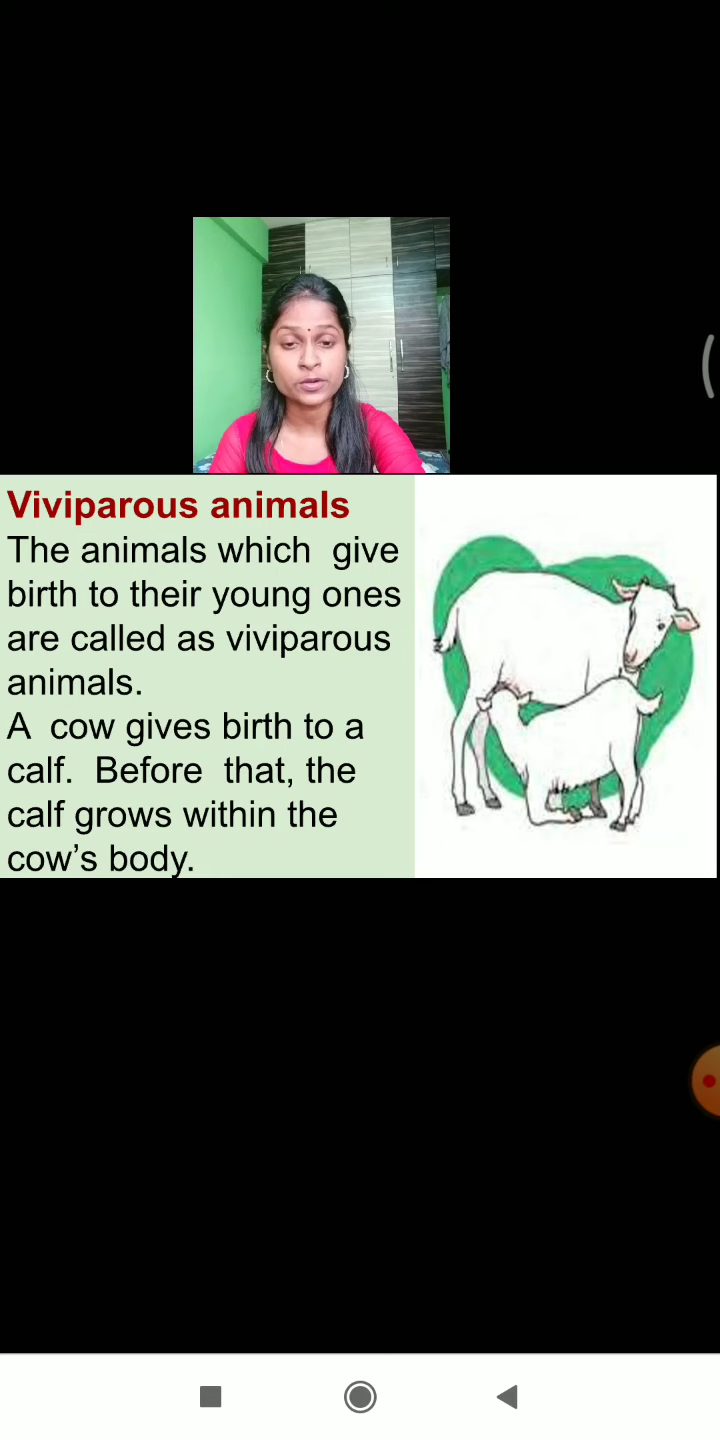 Viviparous animals
The animals which  give
birth to their young ones
are called as viviparous
animals.
A  cow gives birth to a
calf.  Before  that, the
calf grows within the
cow’s body.